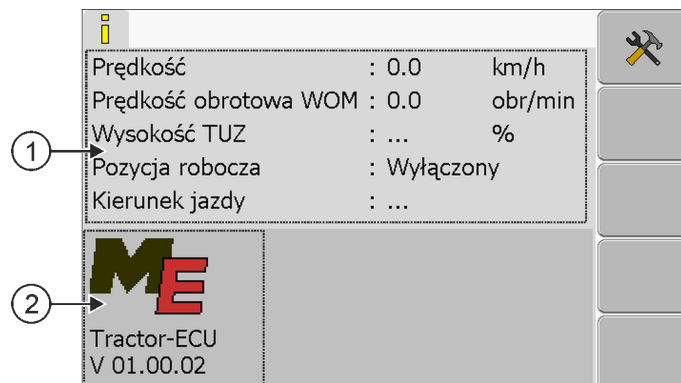 i
Prędkość : 0.0 km/h
Prędkość obrotowa WOM : 0.0 obr/min
Wysokość TUZ : ... %
Pozycja robocza : Wyłączony
Kierunek jazdy : ...
1
ME
2
Tractor-ECU
V 01.00.02